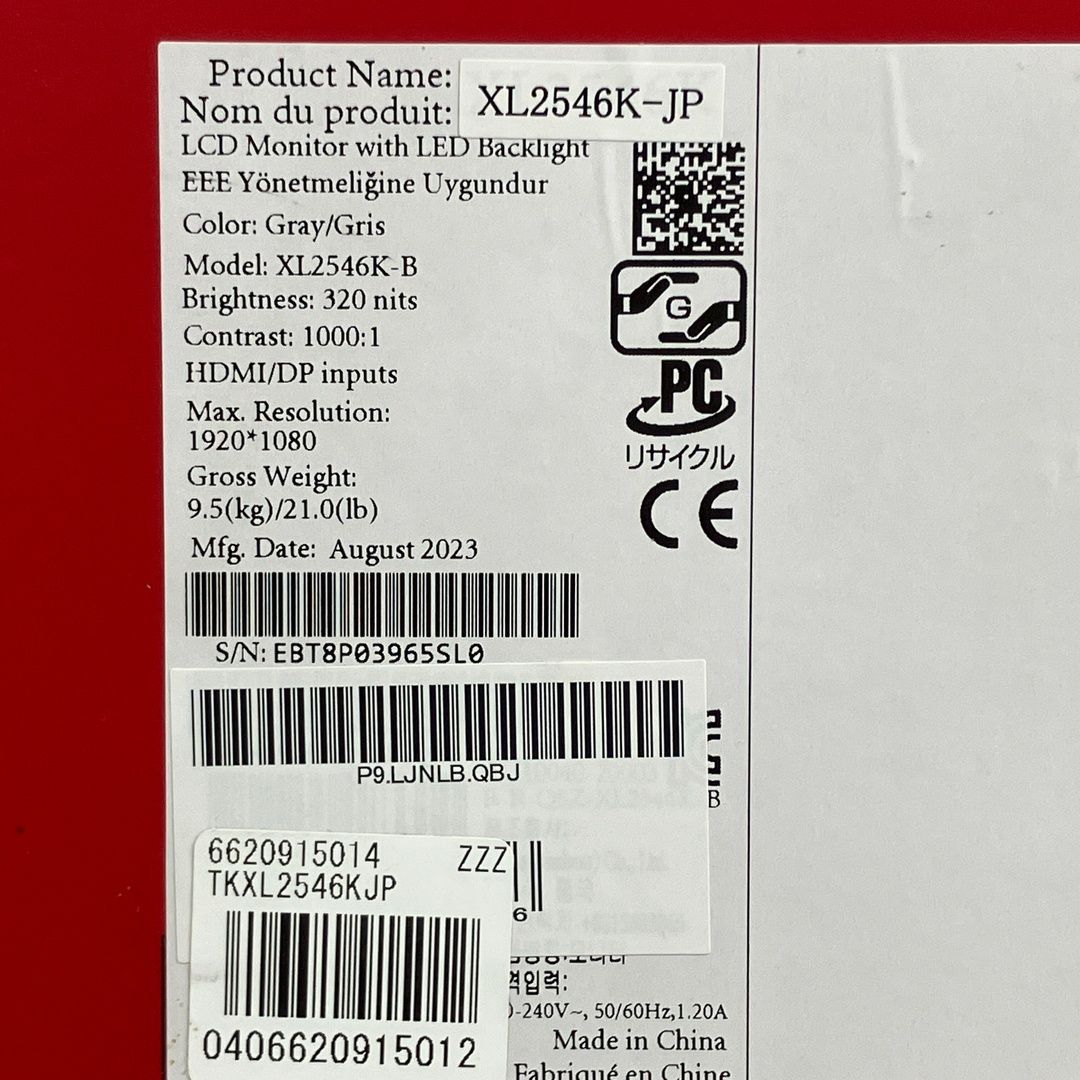 Product Name:
Nom du produit:
XL2546K-JP
LCD Monitor with LED Backlight
EEE Yönetmeliğine Uygundur
Color: Gray/Gris
Model: XL2546K-B
Brightness: 320 nits
Contrast: 1000:1
HDMI/DP inputs
Max. Resolution:
1920*1080
Gross Weight:
9.5(kg)/21.0(lb)
Mfg. Date: August 2023
G
PC
リサイクル
CE
S/N: EBT8P03965SL0
P9.LJNLB.QBJ
B
6620915014 ZZZ
TKXL2546KJP
6
0406620915012
격입력:
-240V~, 50/60Hz,1.20A
Made in China
Fabriqué en Chine